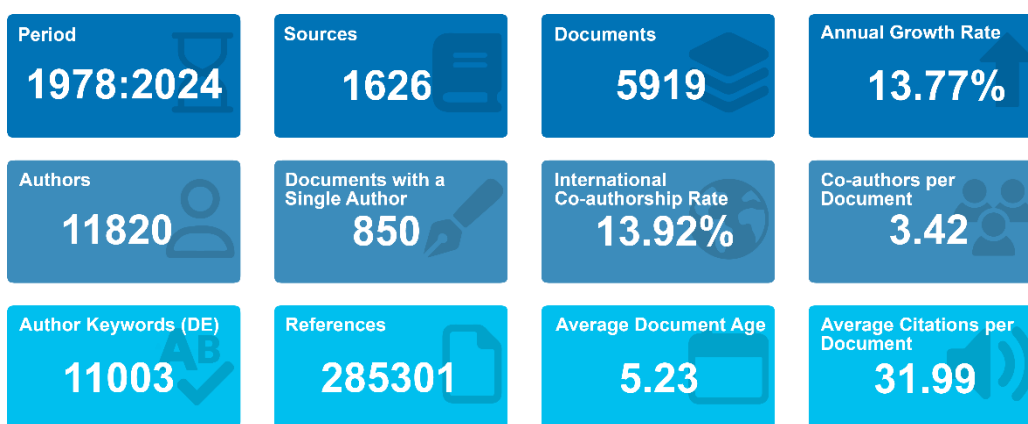 Period
1978:2024
Sources
1626
Documents
5919
Annual Growth Rate
13.77%
Authors
11820
Documents with a
Single Author
850
International
Co-authorship Rate
13.92%
Co-authors per
Document
3.42
Author Keywords (DE)
AB
11003
References
285301
Average Document Age
5.23
Average Citations per
Document
31.99